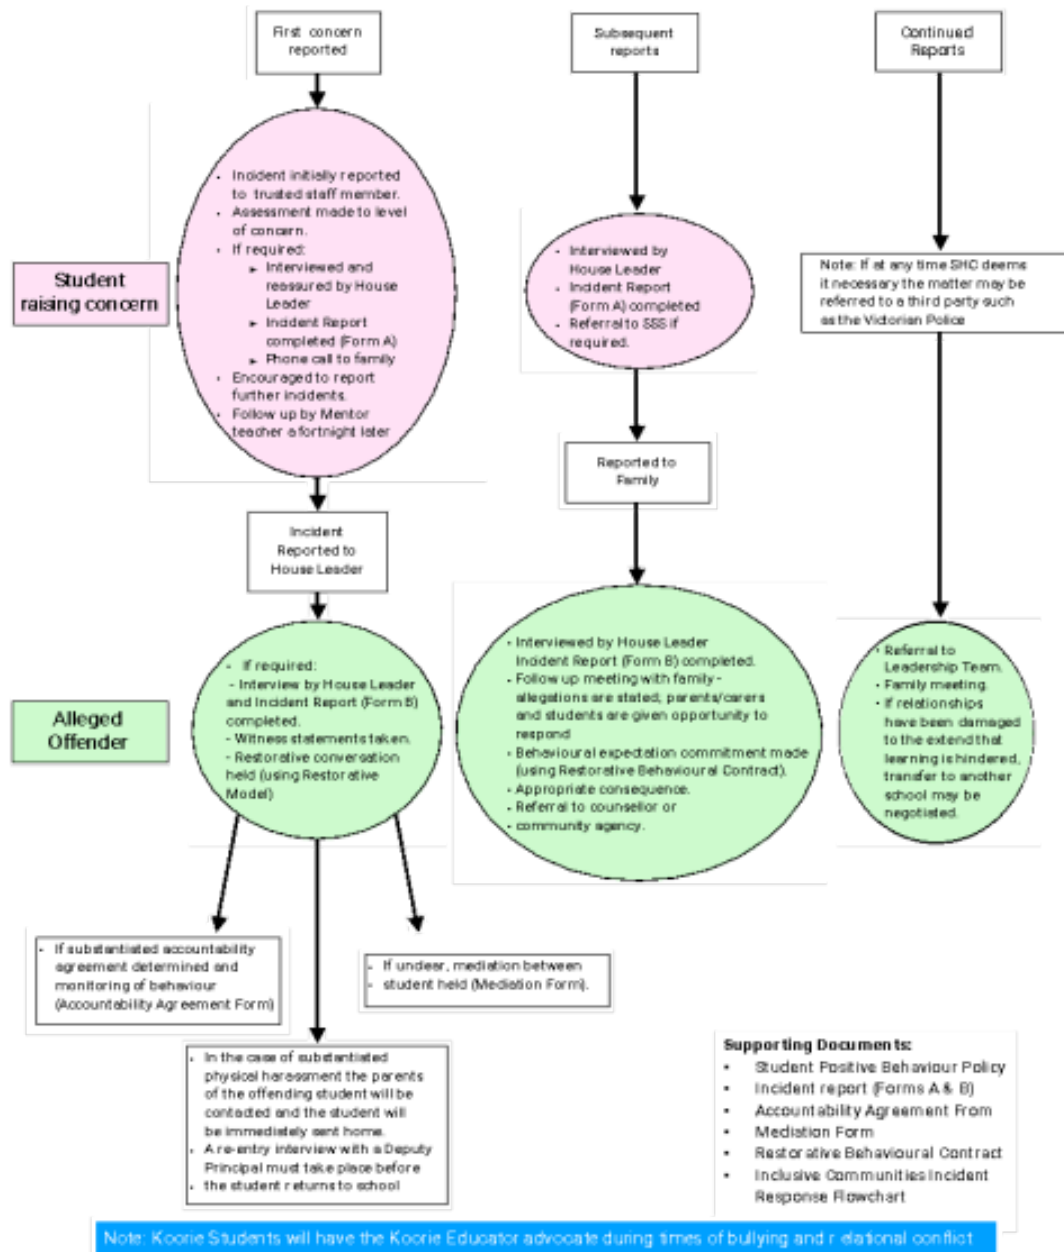 First concern
reported
Subsequent
reports
Continued
Reports
Student
raising concern
• Incident initially reported
to trusted staff member.
• Assessment made to level
of concern.
• If required:
► Interviewed and
reassured by House
Leader
► Incident Report
completed (Form A)
► Phone call to family
• Encouraged to report
further incidents.
• Follow up by Mentor
teacher a fortnight later
• Interviewed by
House Leader
• Incident Report
(Form A) completed
• Referral to SSS if
required.
Note: If at any time SHC deems
it necessary the matter may be
referred to a third party such
as the Victorian Police
Incident
Reported to
House Leader
Reported to
Family
Alleged
Offender
- If required:
- Interview by House Leader
and Incident Report (Form B)
completed.
- Witness statements taken.
- Restorative conversation
held (using Restorative
Model)
• Interviewed by House Leader
Incident Report (Form B) completed.
• Follow up meeting with family -
allegations are stated; parents/carers
and students are given opportunity to
respond
• Behavioural expectation commitment made
(using Restorative Behavioural Contract).
• Appropriate consequence.
• Referral to counsellor or
• community agency.
• Referral to
Leadership Team.
• Family meeting.
• If relationships
have been damaged
to the extend that
learning is hindered,
transfer to another
school may be
negotiated.
• If substantiated accountability
agreement determined and
monitoring of behaviour
(Accountability Agreement Form)
• If unclear, mediation between
• student held (Mediation Form).
• In the case of substantiated
physical harassment the parents
of the offending student will be
contacted and the student will
be immediately sent home.
• A re-entry interview with a Deputy
Principal must take place before
• the student returns to school
Supporting Documents:
• Student Positive Behaviour Policy
• Incident report (Forms A & B)
• Accountability Agreement From
• Mediation Form
• Restorative Behavioural Contract
• Inclusive Communities Incident
Response Flowchart
Note: Koorie Students will have the Koorie Educator advocate during times of bullying and r elational conflict